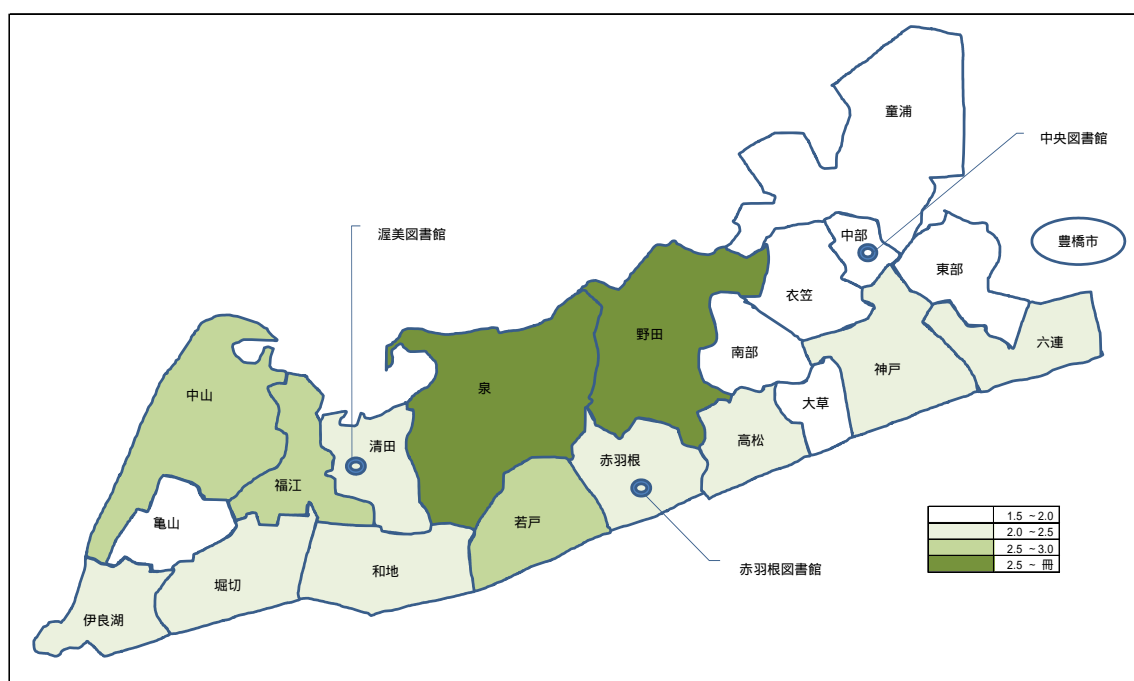 童浦
中央図書館
渥美図書館
中部
豊橋市
東部
衣笠
野田
六連
南部
神戸
泉
中山
大草
高松
清田
赤羽根
福江
若戸
亀山
和地
堀切
赤羽根図書館
伊良湖
1.5 ~2.0
2.0 ~2.5
2.5 ~3.0
2.5 ~ 冊